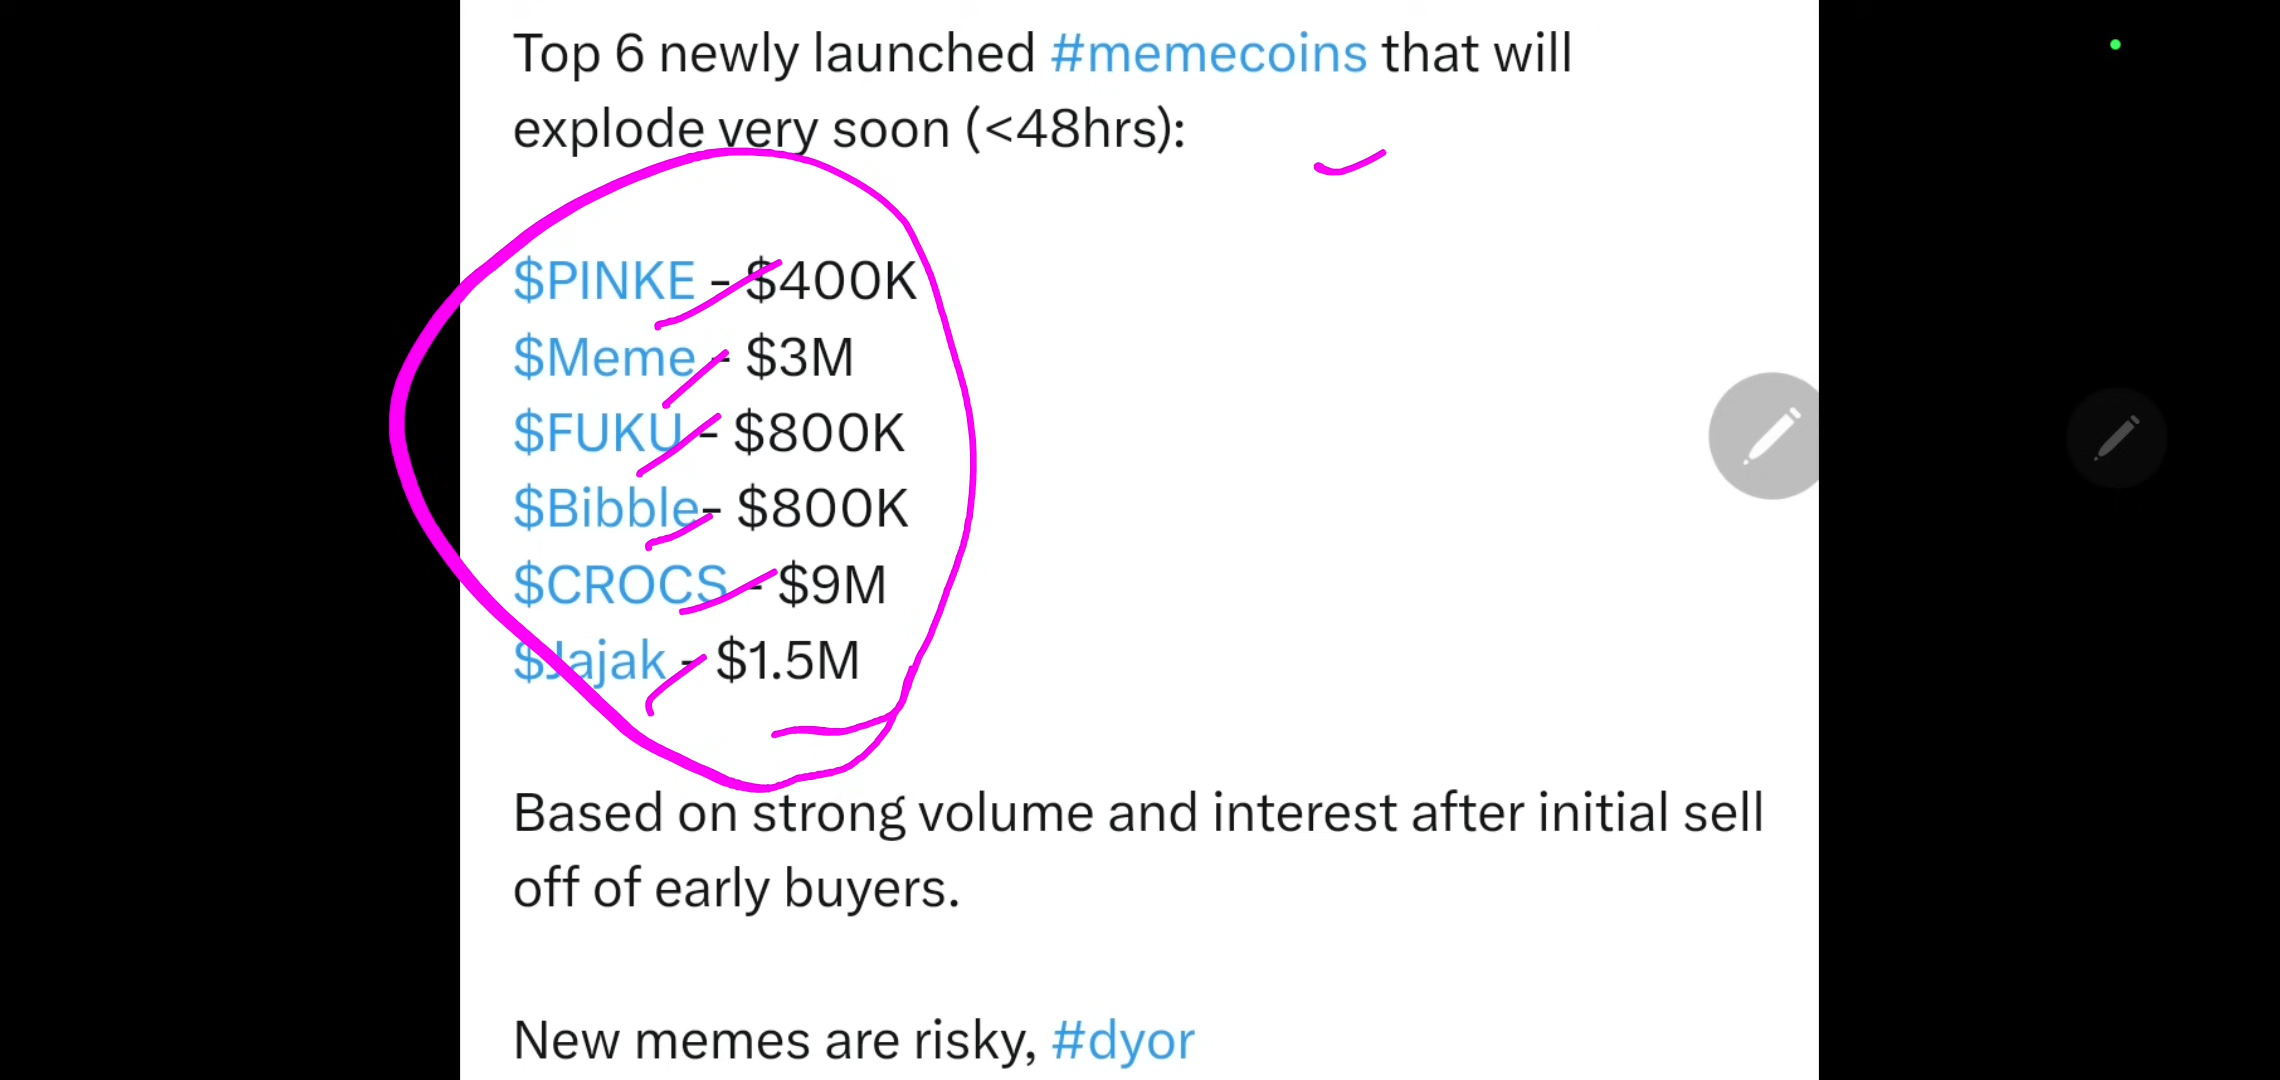 Top 6 newly launched #memecoins that will
explode very soon (<48hrs):
$PINKE - $400K
$Meme - $3M
$FUKU - $800K
$Bibble- $800K
$CROCS - $9M
$Jajak - $1.5M
Based on strong volume and interest after initial sell
off of early buyers.
New memes are risky, #dyor